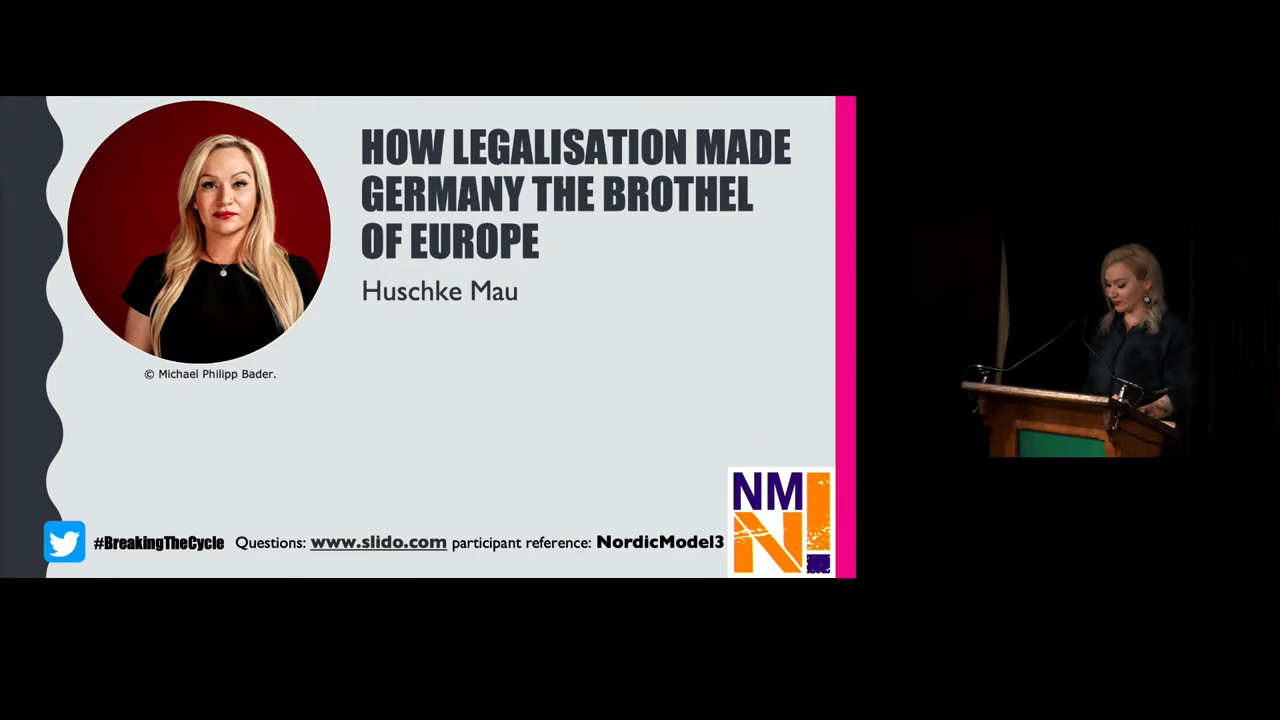 HOW LEGALISATION MADE
GERMANY THE BROTHEL
OF EUROPE
Huschke Mau
© Michael Philipp Bader.
#BreakingTheCycle Questions: www.slido.com participant reference: NordicModel3
NM
N!